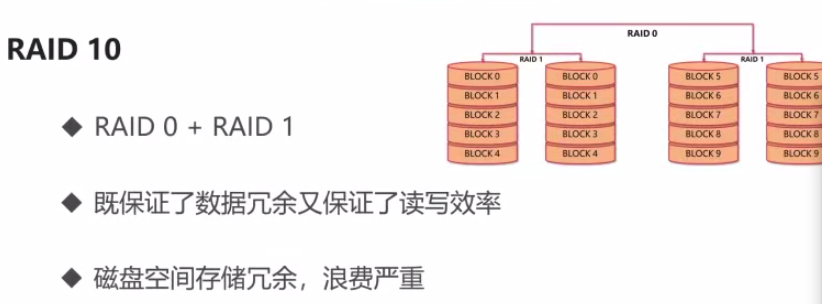 RAID 10
RAID 0
RAID 1
RAID 1
BLOCK 0
BLOCK 1
BLOCK 2
BLOCK 3
BLOCK 4
BLOCK 0
BLOCK 1
BLOCK 2
BLOCK 3
BLOCK 4
BLOCK 5
BLOCK 6
BLOCK 7
BLOCK 8
BLOCK 9
BLOCK 5
BLOCK 6
BLOCK 7
BLOCK 8
BLOCK 9
◆ RAID 0 + RAID 1
◆ 既保证了数据冗余又保证了读写效率
◆ 磁盘空间存储冗余，浪费严重